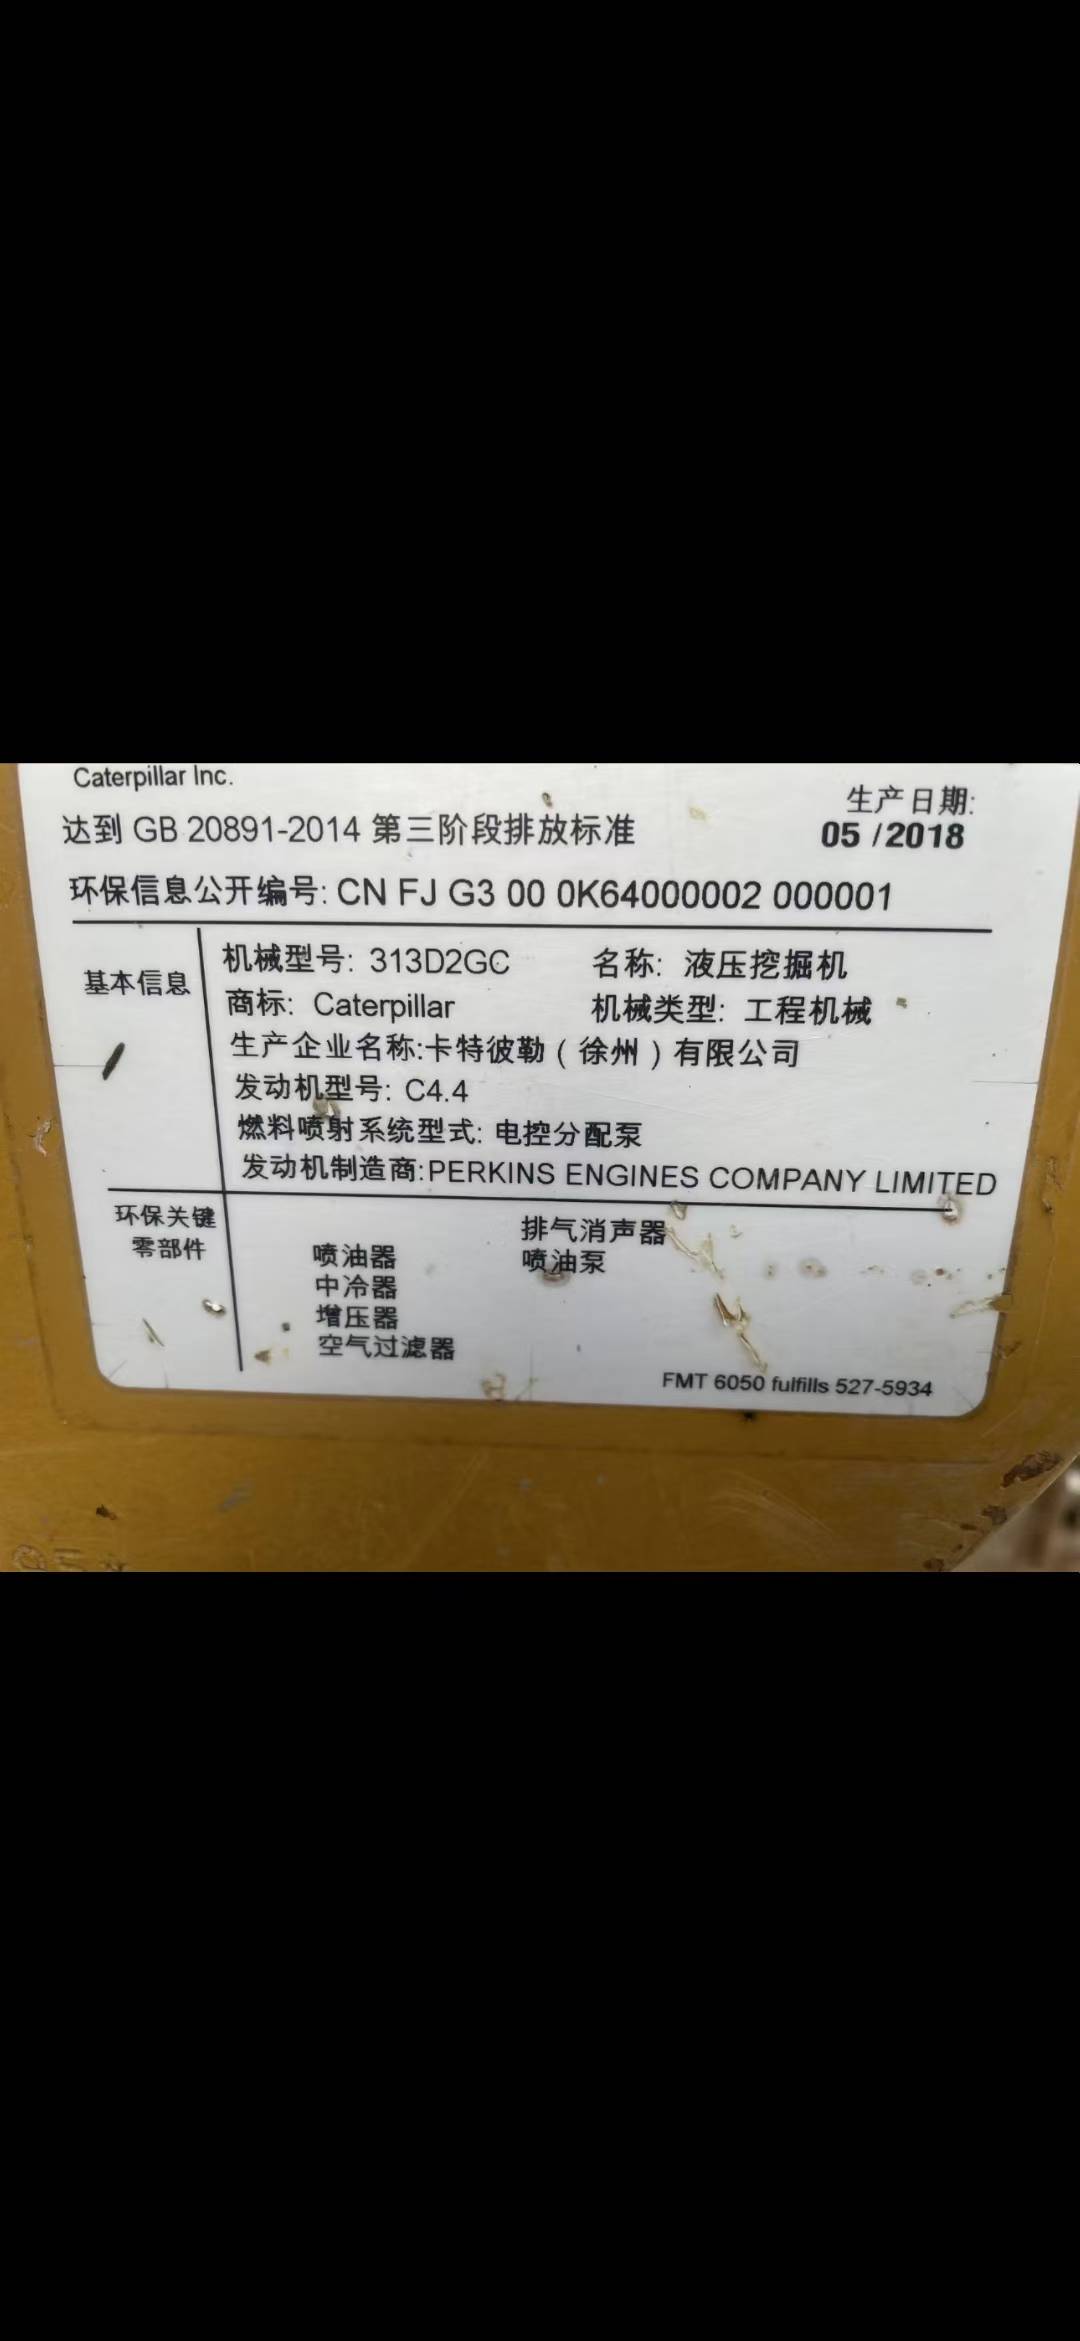 Caterpillar Inc.
生产日期:
达到 GB 20891-2014 第三阶段排放标准
05 /2018
环保信息公开编号: CN FJ G3 00 0K64000002 000001
基本信息
机械型号: 313D2GC 名称: 液压挖掘机
商标: Caterpillar 机械类型: 工程机械
生产企业名称:卡特彼勒（徐州）有限公司
发动机型号: C4.4
燃料喷射系统型式: 电控分配泵
发动机制造商:PERKINS ENGINES COMPANY LIMITED
环保关键
零部件
喷油器
中冷器
增压器
空气过滤器
排气消声器
喷油泵
FMT 6050 fulfills 527-5934